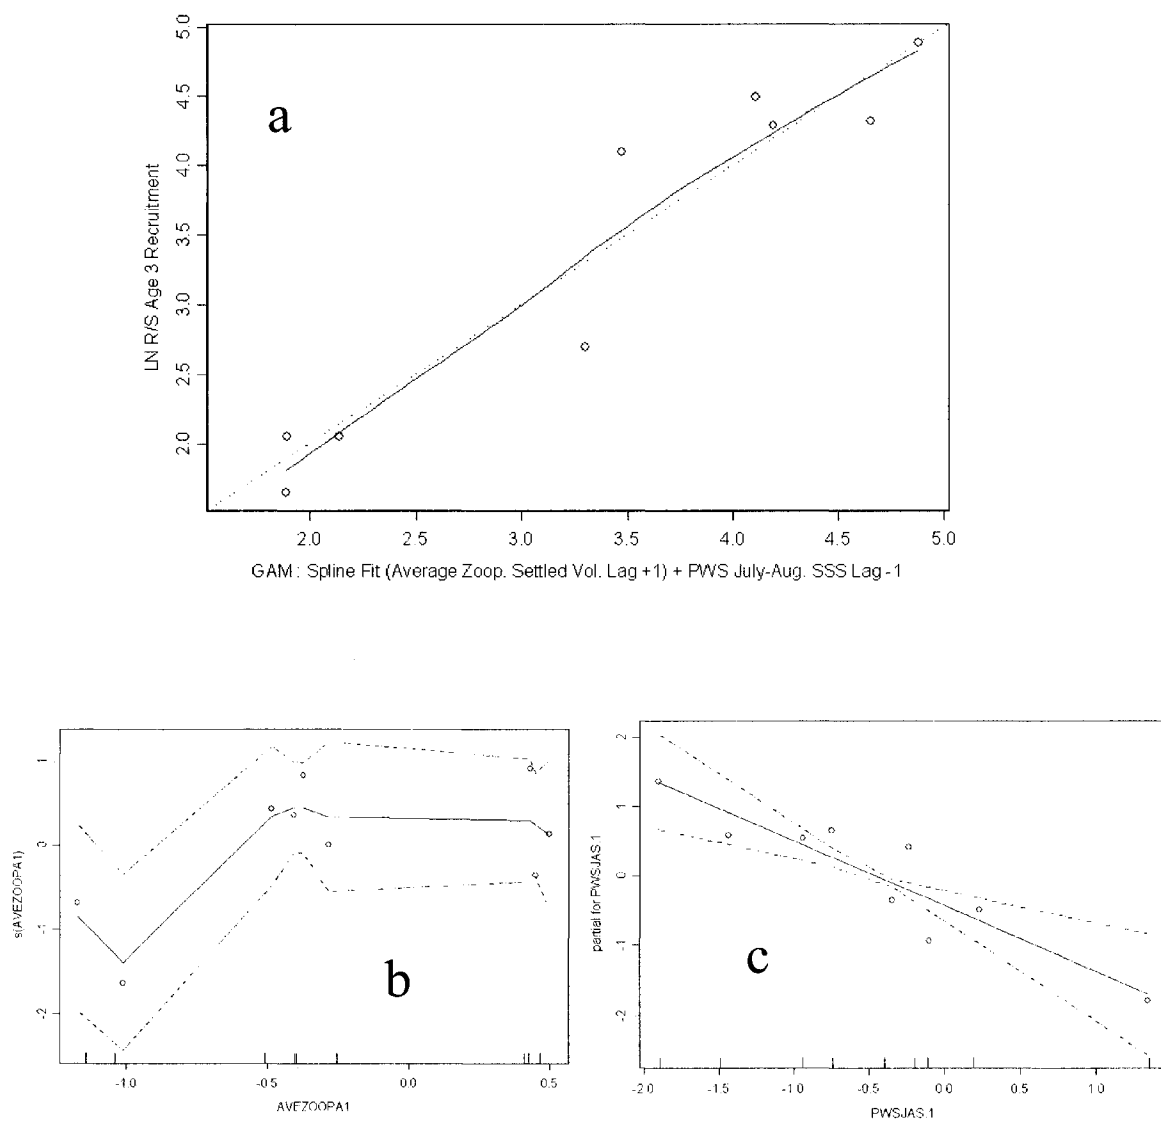 a
5.0
4.5
4.0
3.5
3.0
2.5
2.0
LN R/S Age 3 Recruitment
2.0 2.5 3.0 3.5 4.0 4.5 5.0
GAM: Spline Fit (Average Zoop. Settled Vol. Lag +1) + PWS July-Aug. SSS Lag -1
b
1
0
-1
-2
s(AVEZOOPA1)
-1.0 -0.5 0.0 0.5
AVEZOOPA1
c
2
1
0
-1
-2
partial for PWSJAS.1
-2.0 -1.5 -1.0 -0.5 0.0 0.5 1.0
PWSJAS.1